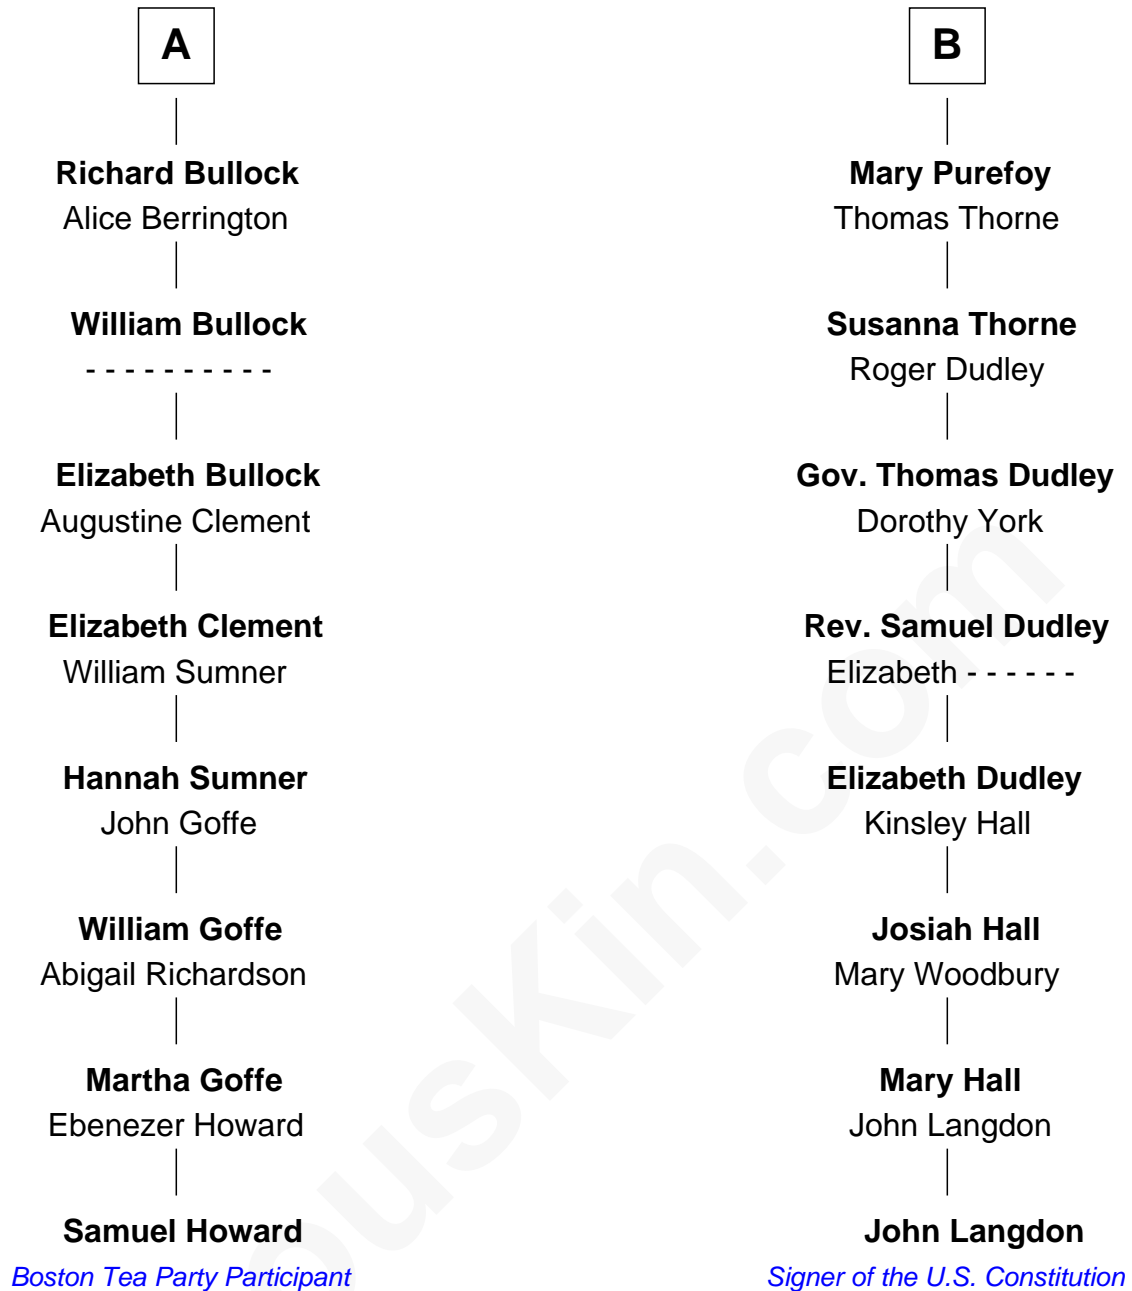 A
Richard Bullock
Alice Berrington
William Bullock
- - - - - - - - - -
Elizabeth Bullock
Augustine Clement
Elizabeth Clement
William Sumner
Hannah Sumner
John Goffe
William Goffe
Abigail Richardson
Martha Goffe
Ebenezer Howard
Samuel Howard
Boston Tea Party Participant
B
Mary Purefoy
Thomas Thorne
Susanna Thorne
Roger Dudley
Gov. Thomas Dudley
Dorothy York
Rev. Samuel Dudley
Elizabeth - - - - - -
Elizabeth Dudley
Kinsley Hall
Josiah Hall
Mary Woodbury
Mary Hall
John Langdon
John Langdon
Signer of the U.S. Constitution
ousKin.com